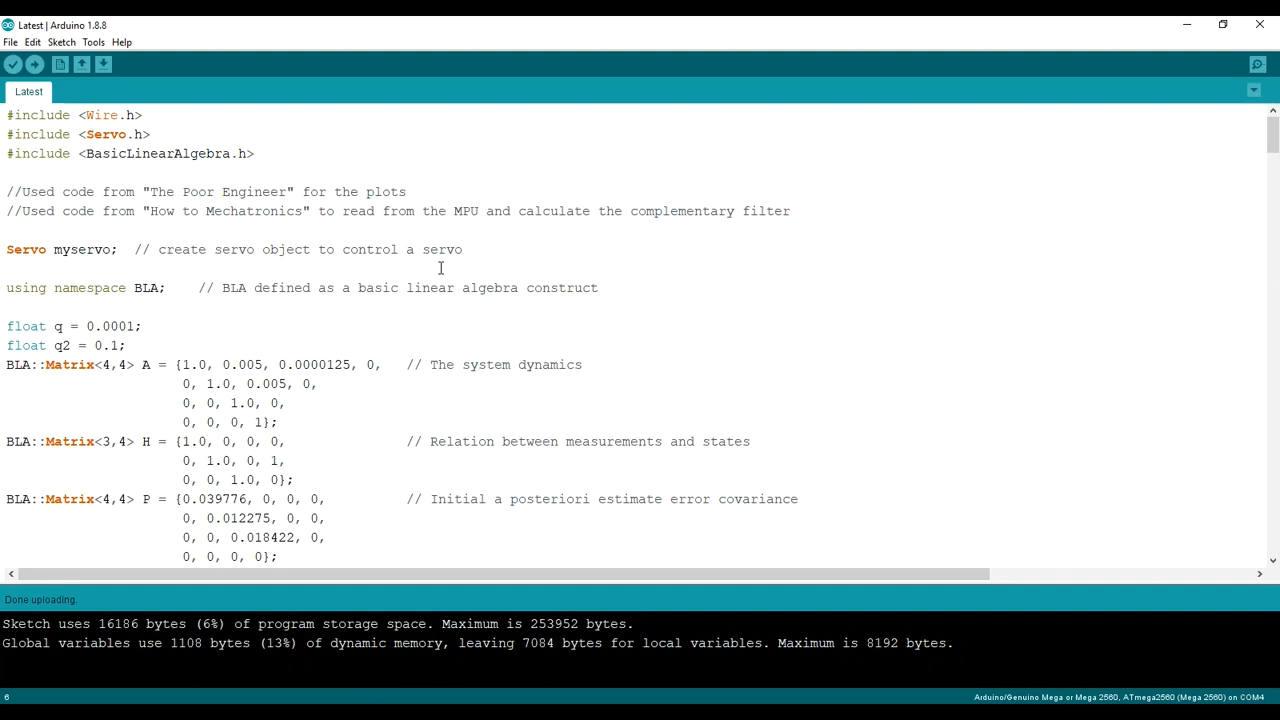 Latest | Arduino 1.8.8
File Edit Sketch Tools Help
Latest
#include <Wire.h>
#include <Servo.h>
#include <BasicLinearAlgebra.h>
//Used code from "The Poor Engineer" for the plots
//Used code from "How to Mechatronics" to read from the MPU and calculate the complementary filter
Servo myservo;  // create servo object to control a servo
using namespace BLA;    // BLA defined as a basic linear algebra construct
float q = 0.0001;
float q2 = 0.1;
BLA::Matrix<4,4> A = {1.0, 0.005, 0.0000125, 0,   // The system dynamics
0, 1.0, 0.005, 0,
0, 0, 1.0, 0,
0, 0, 0, 1};
BLA::Matrix<3,4> H = {1.0, 0, 0, 0,               // Relation between measurements and states
0, 1.0, 0, 1,
0, 0, 1.0, 0};
BLA::Matrix<4,4> P = {0.039776, 0, 0, 0,          // Initial a posteriori estimate error covariance
0, 0.012275, 0, 0,
0, 0, 0.018422, 0,
0, 0, 0, 0};
Done uploading.
Sketch uses 16186 bytes (6%) of program storage space. Maximum is 253952 bytes.
Global variables use 1108 bytes (13%) of dynamic memory, leaving 7084 bytes for local variables. Maximum is 8192 bytes.
6 Arduino/Genuino Mega or Mega 2560, ATmega2560 (Mega 2560) on COM4